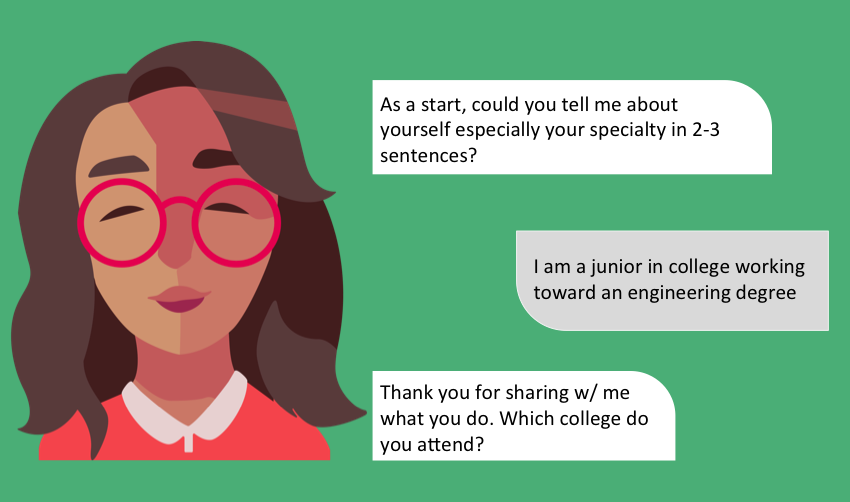 As a start, could you tell me about
yourself especially your specialty in 2-3
sentences?
I am a junior in college working
toward an engineering degree
Thank you for sharing w/ me
what you do. Which college do
you attend?